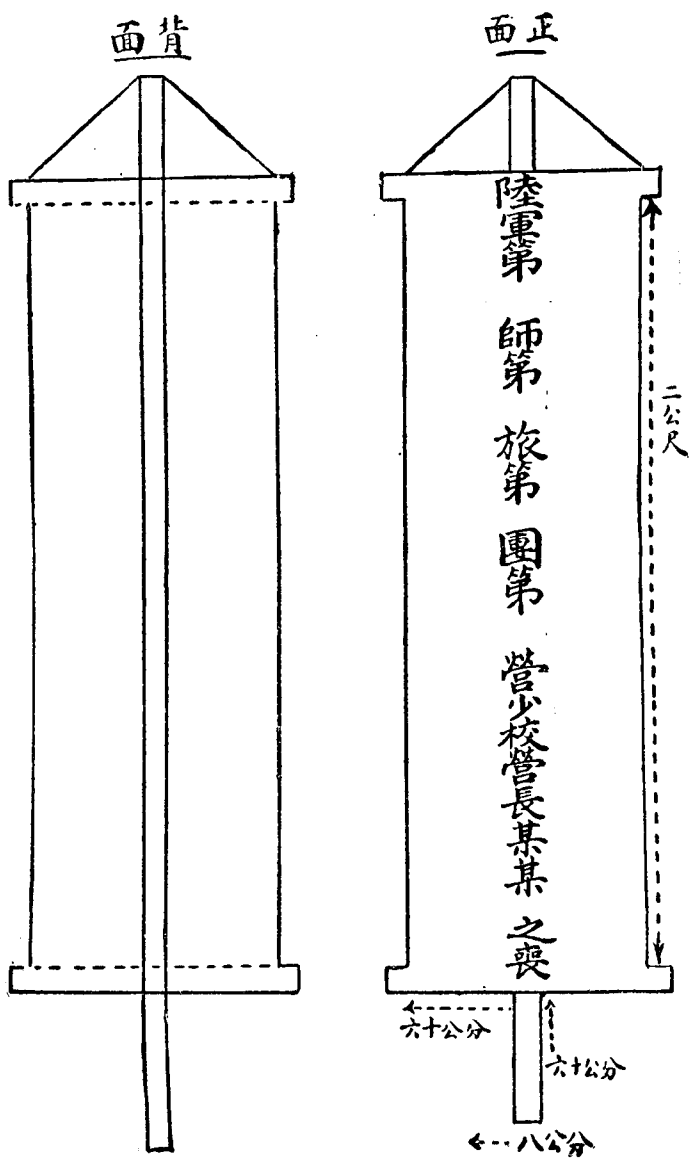 正面
背面
陸軍第 師第 旅第 團第 營少校營長某某 之喪
二公尺
六十公分
六十公分
八公分